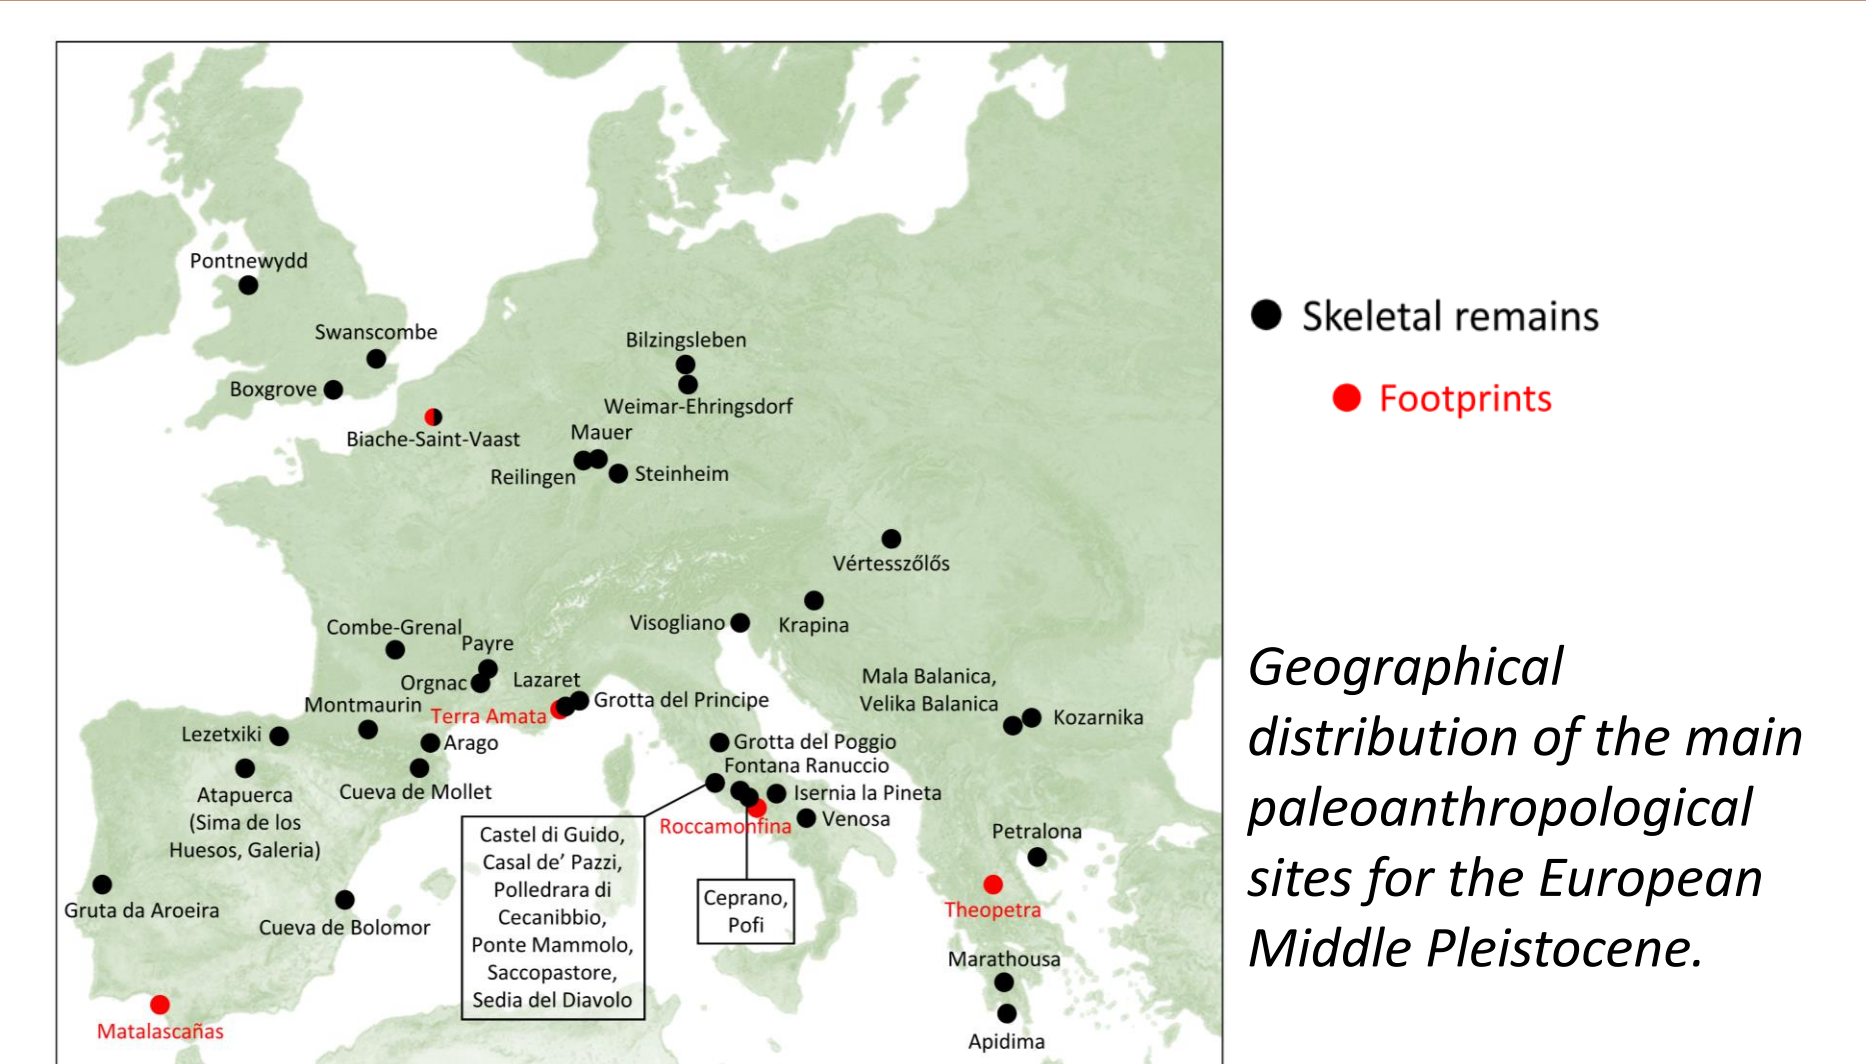 Pontnewydd
Swanscombe
Boxgrove
Biache-Saint-Vaast
Bilzingsleben
Weimar-Ehringsdorf
Mauer
Reilingen
Steinheim
Vértesszőlős
Krapina
Visogliano
Combe-Grenal
Payre
Orgnac
Lazaret
Grotta del Principe
Terra Amata
Montmaurin
Lezetxiki
Arago
Atapuerca
(Sima de los
Huesos, Galeria)
Cueva de Mollet
Gruta da Aroeira
Cueva de Bolomor
Matalascañas
Mala Balanica,
Velika Balanica
Kozarnika
Grotta del Poggio
Fontana Ranuccio
Isernia la Pineta
Venosa
Roccamonfina
Castel di Guido,
Casal de’ Pazzi,
Polledrara di
Cecanibbio,
Ponte Mammolo,
Saccopastore,
Sedia del Diavolo
Ceprano,
Pofi
Petralona
Theopetra
Marathousa
Apidima
Skeletal remains
Footprints
Geographical
distribution of the main
paleoanthropological
sites for the European
Middle Pleistocene.